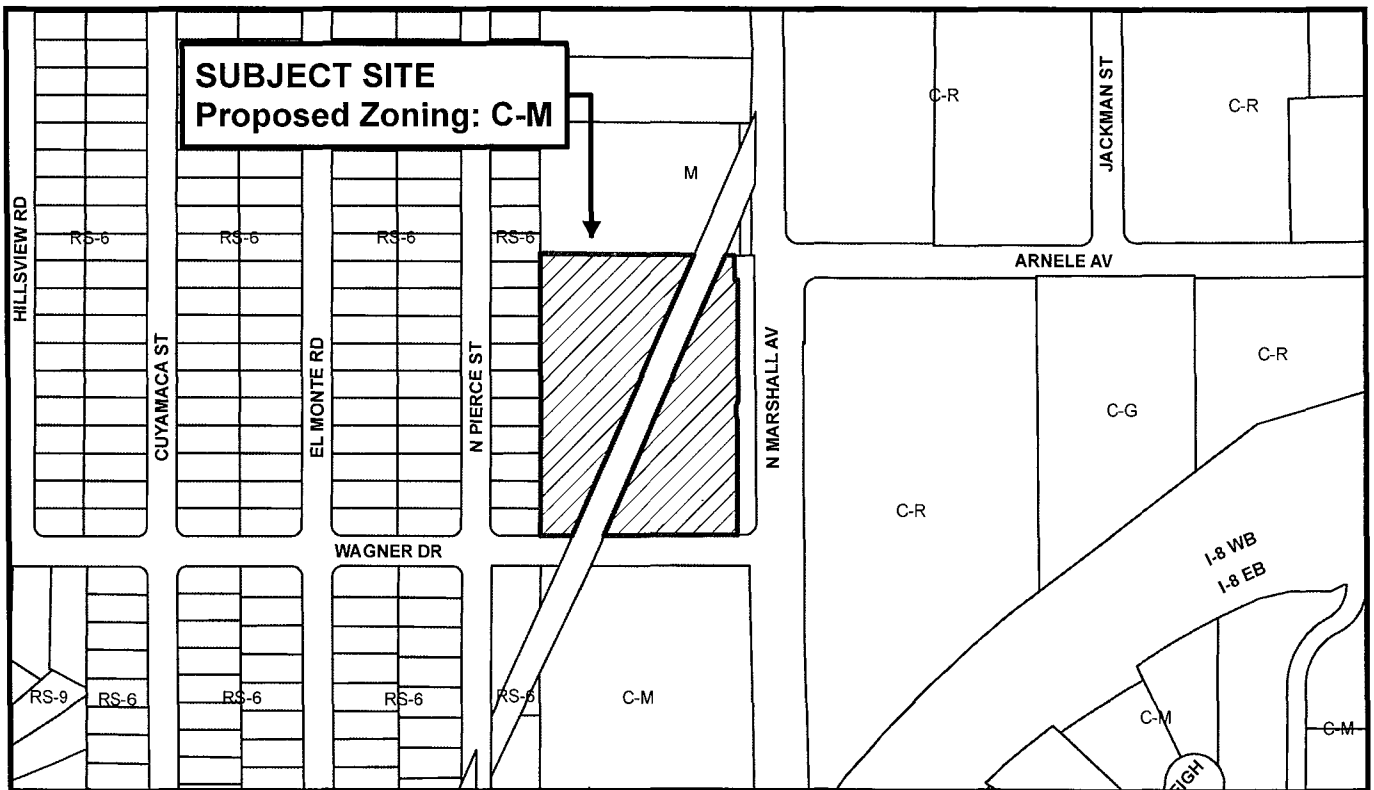 SUBJECT SITE
Proposed Zoning: C-M
C-R
JACKMAN ST
C-R
M
HILLSVIEW RD
RS-6
RS-6
RS-6
RS-6
ARNELE AV
CUYAMACA ST
EL MONTE RD
N PIERCE ST
N MARSHALL AV
C-R
C-G
C-R
WAGNER DR
I-8 WB
I-8 EB
RS-9
RS-6
RS-6
RS-6
RS-6
C-M
C-M
C-M
EIGH